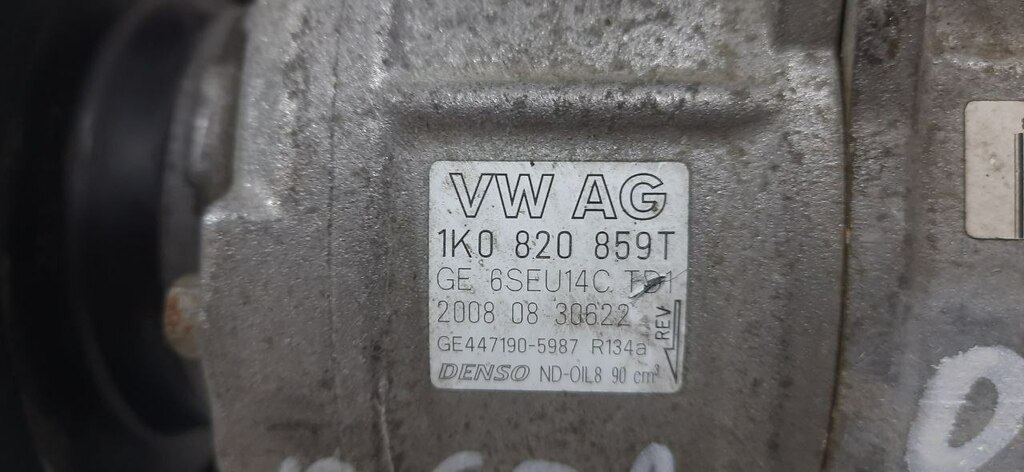 VW AG
1K0 820 859T
GE 6SEU14C TD1
2008 08 30622
GE447190-5987 R134a
REV
DENSO ND-OIL8 90 cm³